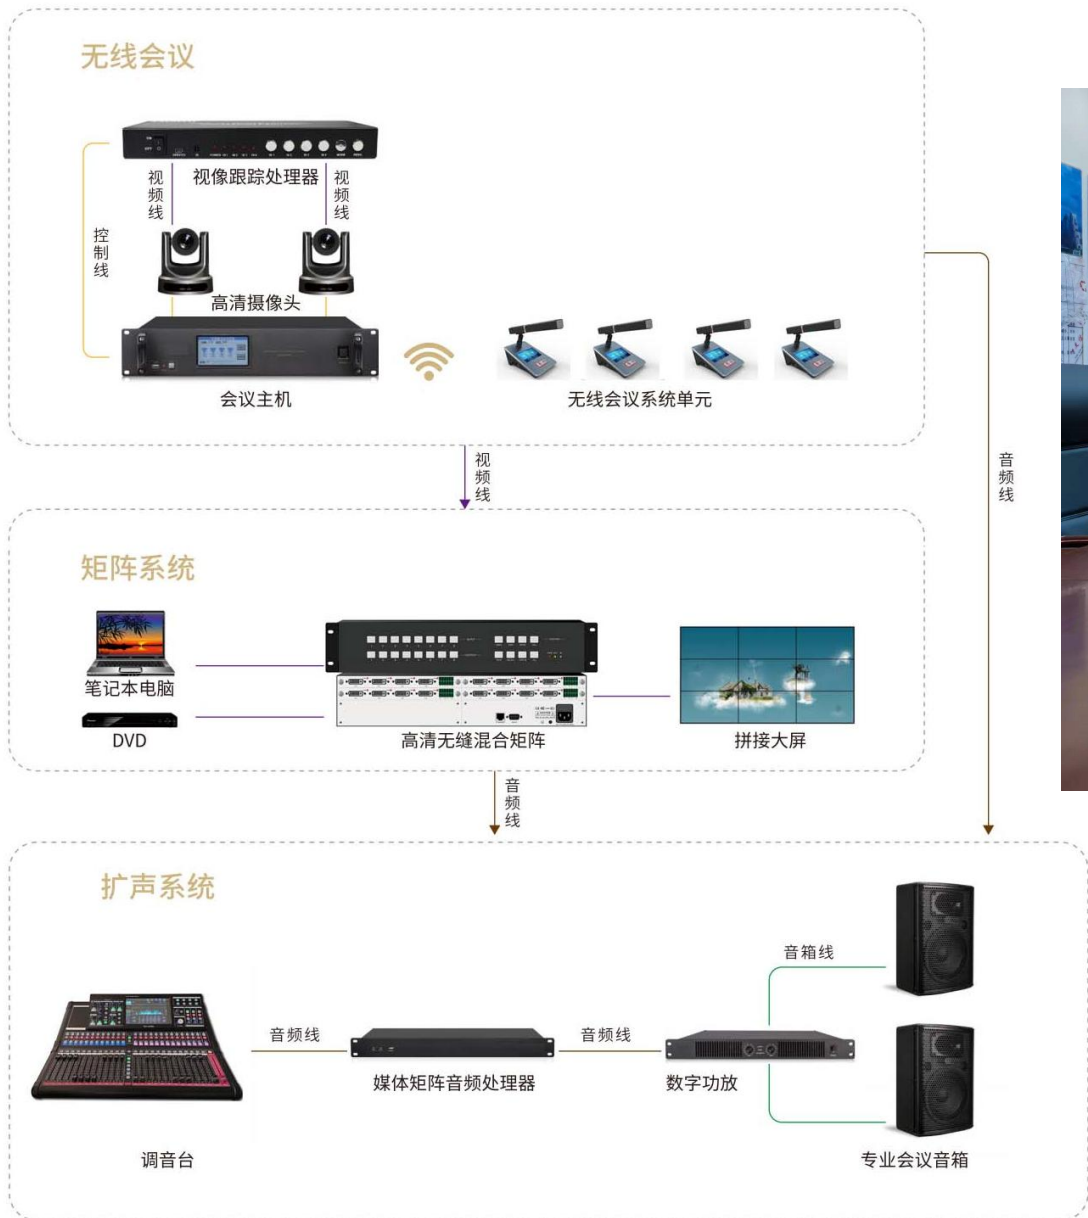 无线会议
视像跟踪处理器
视频线
视频线
控制线
高清摄像头
会议主机
无线会议系统单元
视频线
音频线
矩阵系统
笔记本电脑
DVD
高清无缝混合矩阵
拼接大屏
音频线
扩声系统
音箱线
音频线
音频线
媒体矩阵音频处理器
数字功放
调音台
专业会议音箱